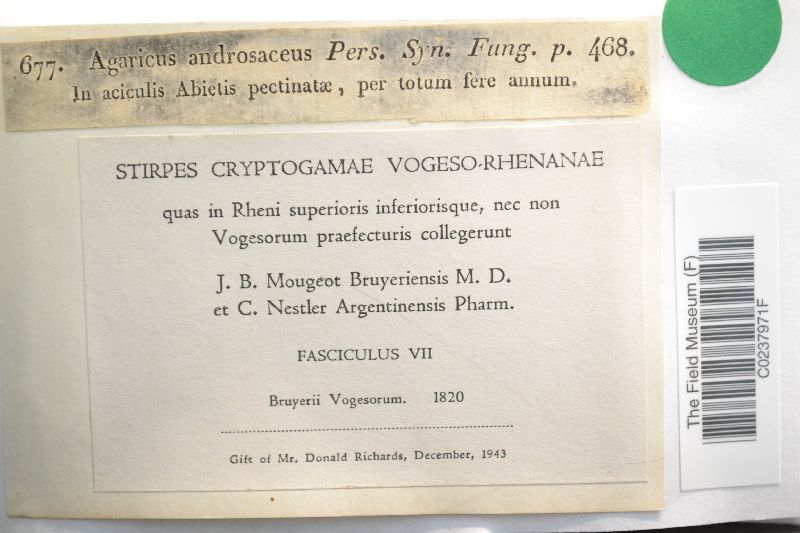 677. Agaricus androsaceus Pers. Syn. Fung. p. 468.
In aciculis Abietis pectinatæ, per totum fere annum.
STIRPES CRYPTOGAMAE VOGESO-RHENANAE
quas in Rheni superioris inferiorisque, nec non
Vogesorum praefecturis collegerunt
J. B. Mougeot Bruyeriensis M. D.
et C. Nestler Argentinensis Pharm.
FASCICULUS VII
Bruyerii Vogesorum. 1820
Gift of Mr. Donald Richards, December, 1943
The Field Museum (F)
C0237971F